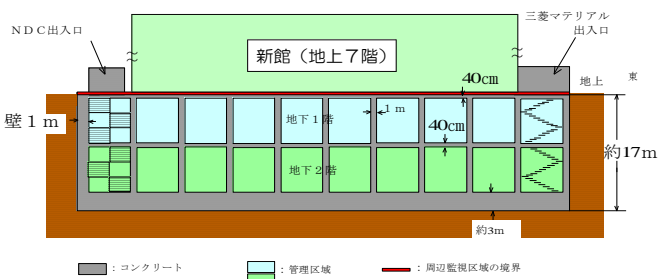 NDC出入口
三菱マテリアル
出入口
新館（地上7階）
40cm
地上
東
壁1m
地下1階
1m
40cm
約17m
地下2階
約3m
：コンクリート
：管理区域
：周辺監視区域の境界